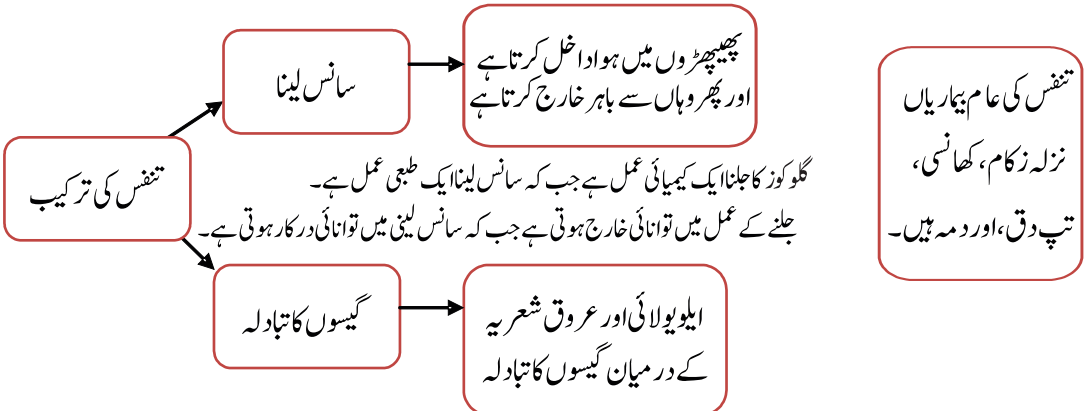 تنفس کی ترکیب
سانس لینا
پھیپھڑوں میں ہوا داخل کرتا ہے
اور پھر وہاں سے باہر خارج کرتا ہے
گلوکوز کا جلنا ایک کیمیائی عمل ہے جب کہ سانس لینا ایک طبعی عمل ہے۔
جلنے کے عمل میں توانائی خارج ہوتی ہے جب کہ سانس لینی میں توانائی درکار ہوتی ہے۔
گیسوں کا تبادلہ
ایلویولائی اور عروق شعریہ
کے درمیان گیسوں کا تبادلہ
تنفس کی عام بیماریاں
نزلہ زکام، کھانسی،
تپ دق، اور دمہ ہیں۔